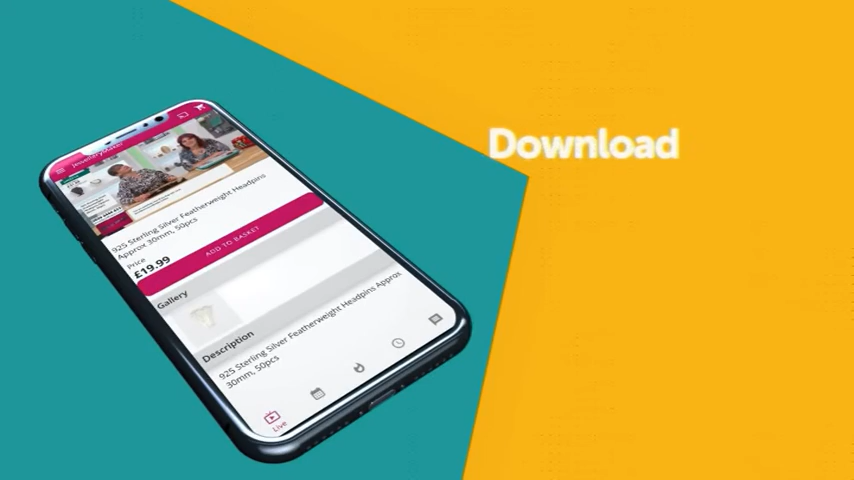 Download
JewelleryMaker
925 Sterling Silver Featherweight Headpins
Approx 30mm, 50pcs
Price
£19.99
ADD TO BASKET
Gallery
Description
925 Sterling Silver Featherweight Headpins Approx
30mm, 50pcs
Live